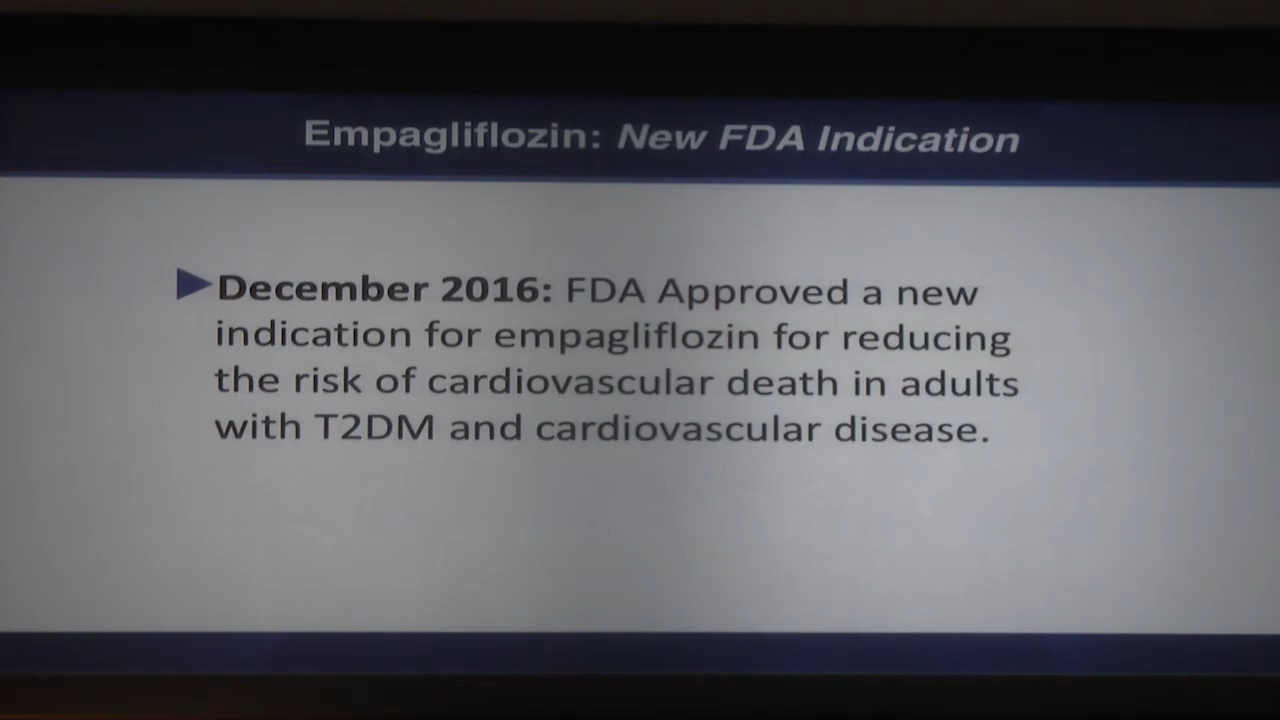 Empagliflozin: New FDA Indication
December 2016: FDA Approved a new
indication for empagliflozin for reducing
the risk of cardiovascular death in adults
with T2DM and cardiovascular disease.